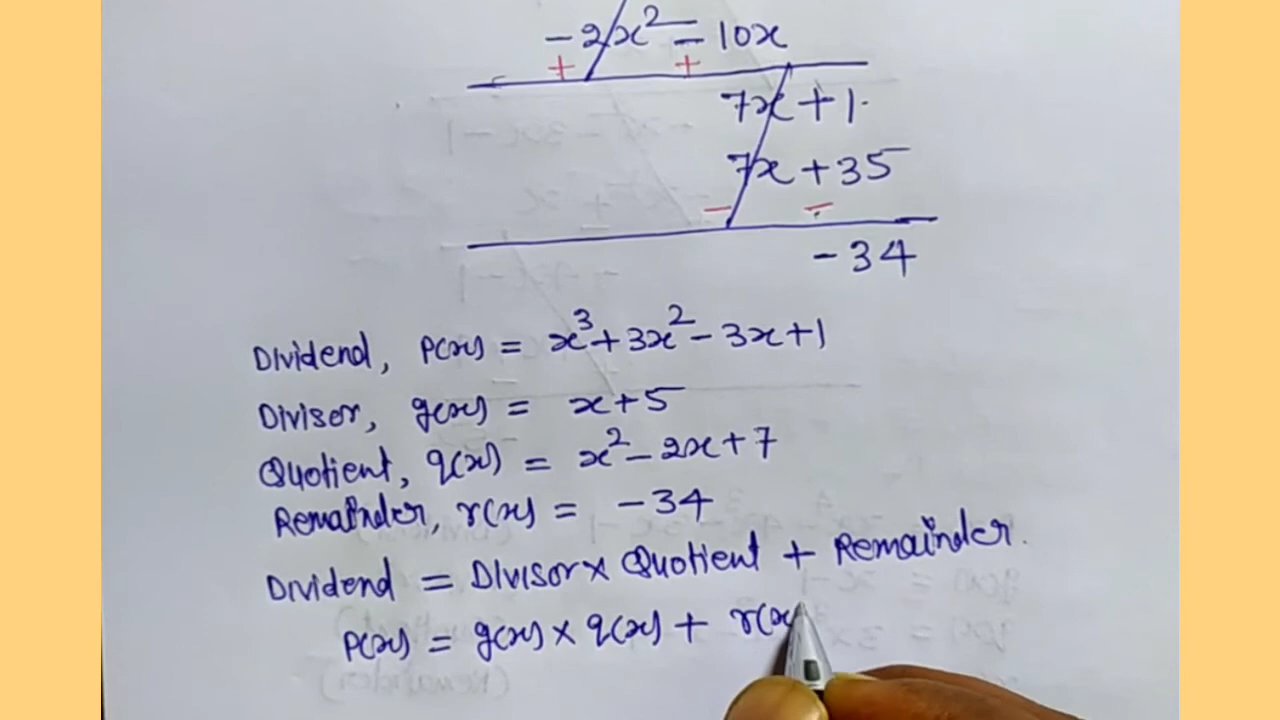 -2x² - 10x
+ +
7x + 1
7x + 35
- -
-34
Dividend, p(x) = x³ + 3x² - 3x + 1
Divisor, g(x) = x + 5
Quotient, q(x) = x² - 2x + 7
Remainder, r(x) = -34
Dividend = Divisor × Quotient + Remainder.
p(x) = g(x) × q(x) + r(x